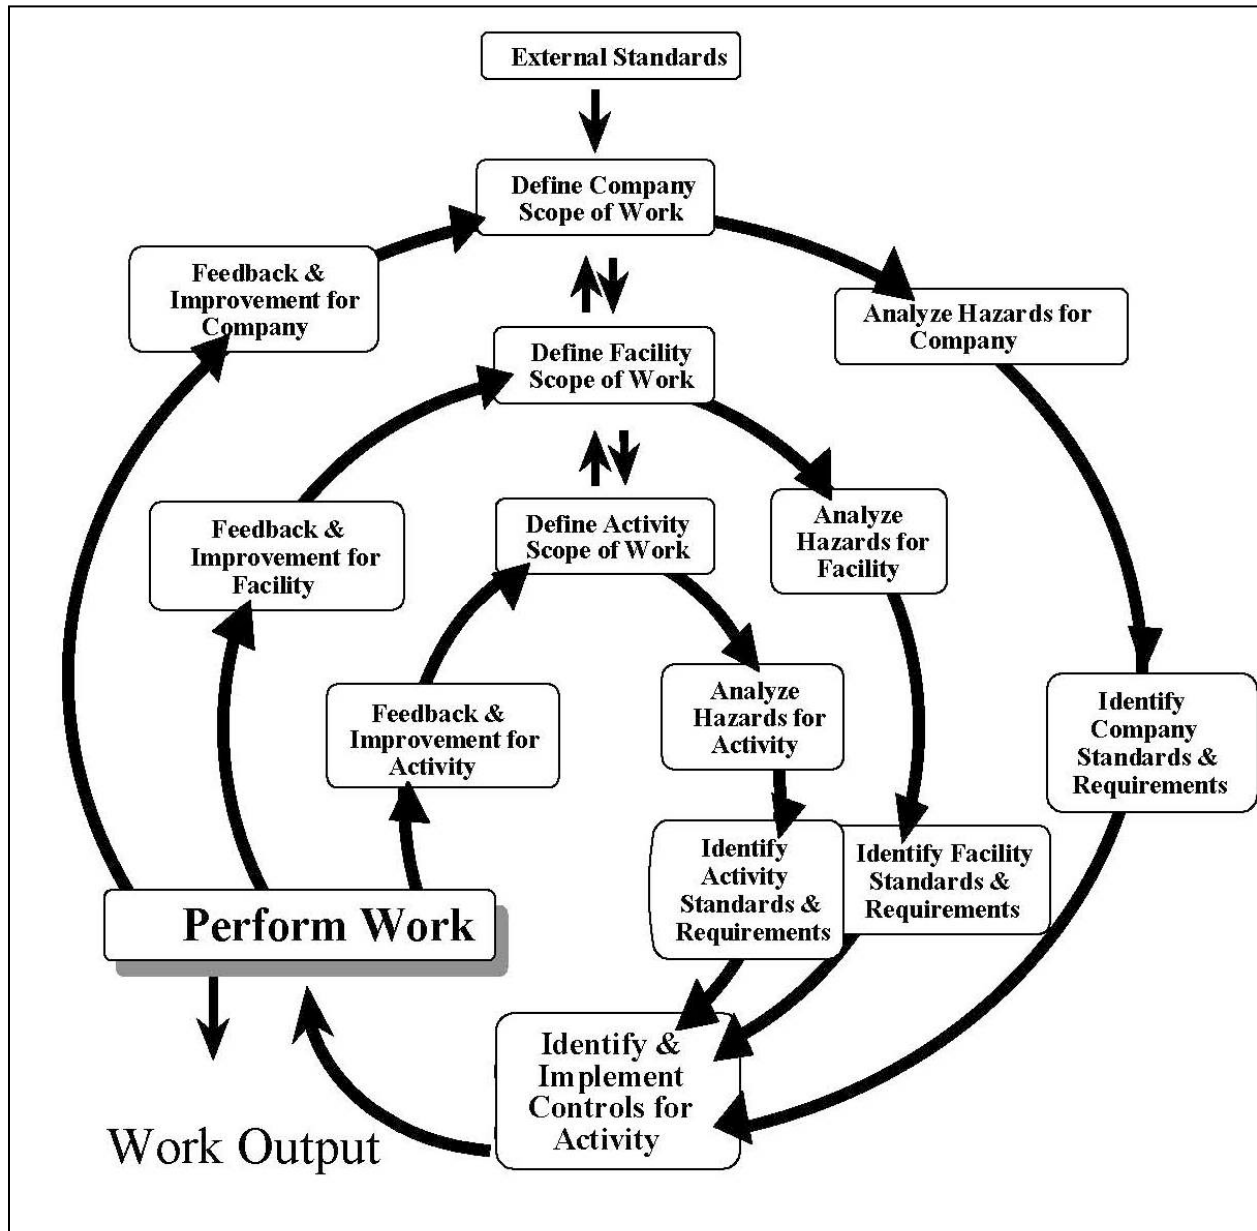 External Standards
Define Company
Scope of Work
Feedback &
Improvement for
Company
Analyze Hazards for
Company
Define Facility
Scope of Work
Feedback &
Improvement for
Facility
Define Activity
Scope of Work
Analyze
Hazards for
Facility
Feedback &
Improvement for
Activity
Analyze
Hazards for
Activity
Identify
Company
Standards &
Requirements
Identify
Activity
Standards &
Requirements
Identify Facility
Standards &
Requirements
Perform Work
Identify &
Implement
Controls for
Activity
Work Output